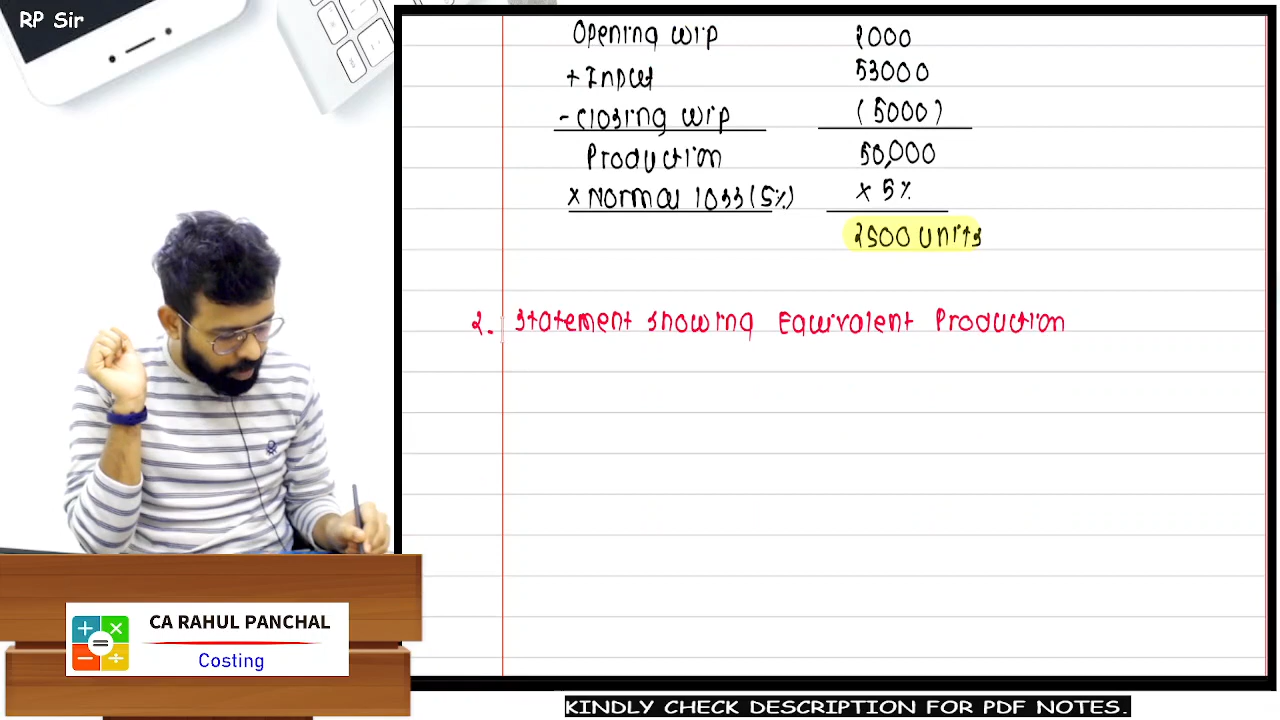 RP Sir
Opening WIP 2000
+ Input 53000
- Closing WIP (5000)
Production 50,000
x Normal loss (5%) x 5%
2500 units
2. Statement showing Equivalent Production
CA RAHUL PANCHAL
Costing
KINDLY CHECK DESCRIPTION FOR PDF NOTES.